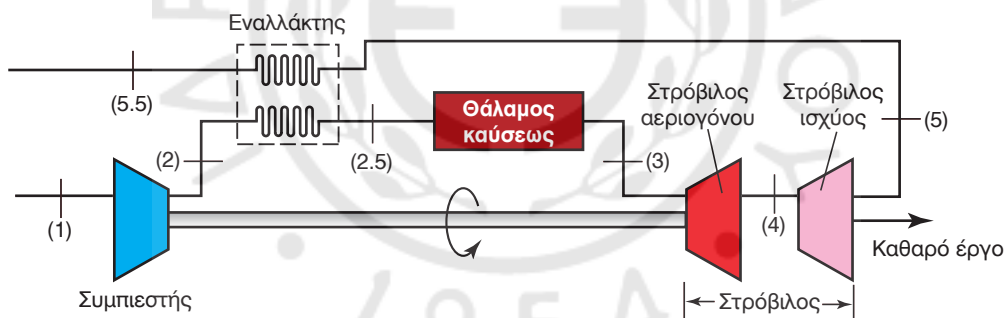 Εναλλάκτης
(5.5)
Θάλαμος
καύσεως
Στρόβιλος
αεριογόνου
Στρόβιλος
ισχύος
(5)
(2)
(2.5)
(3)
(1)
(4)
Καθαρό έργο
Συμπιεστής
Στρόβιλος